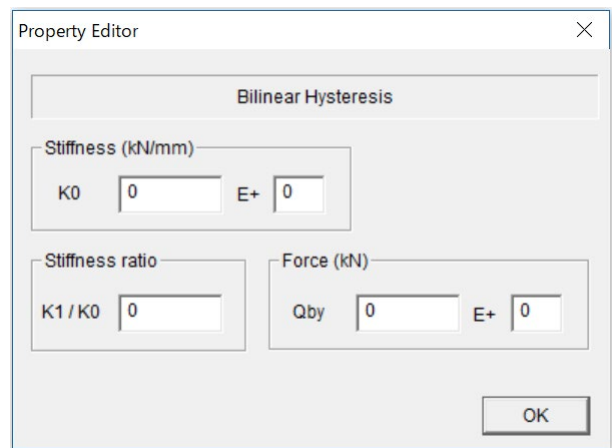 Property Editor
Bilinear Hysteresis
Stiffness (kN/mm)
K0 0 E+ 0
Stiffness ratio
K1 / K0 0
Force (kN)
Qby 0 E+ 0
OK